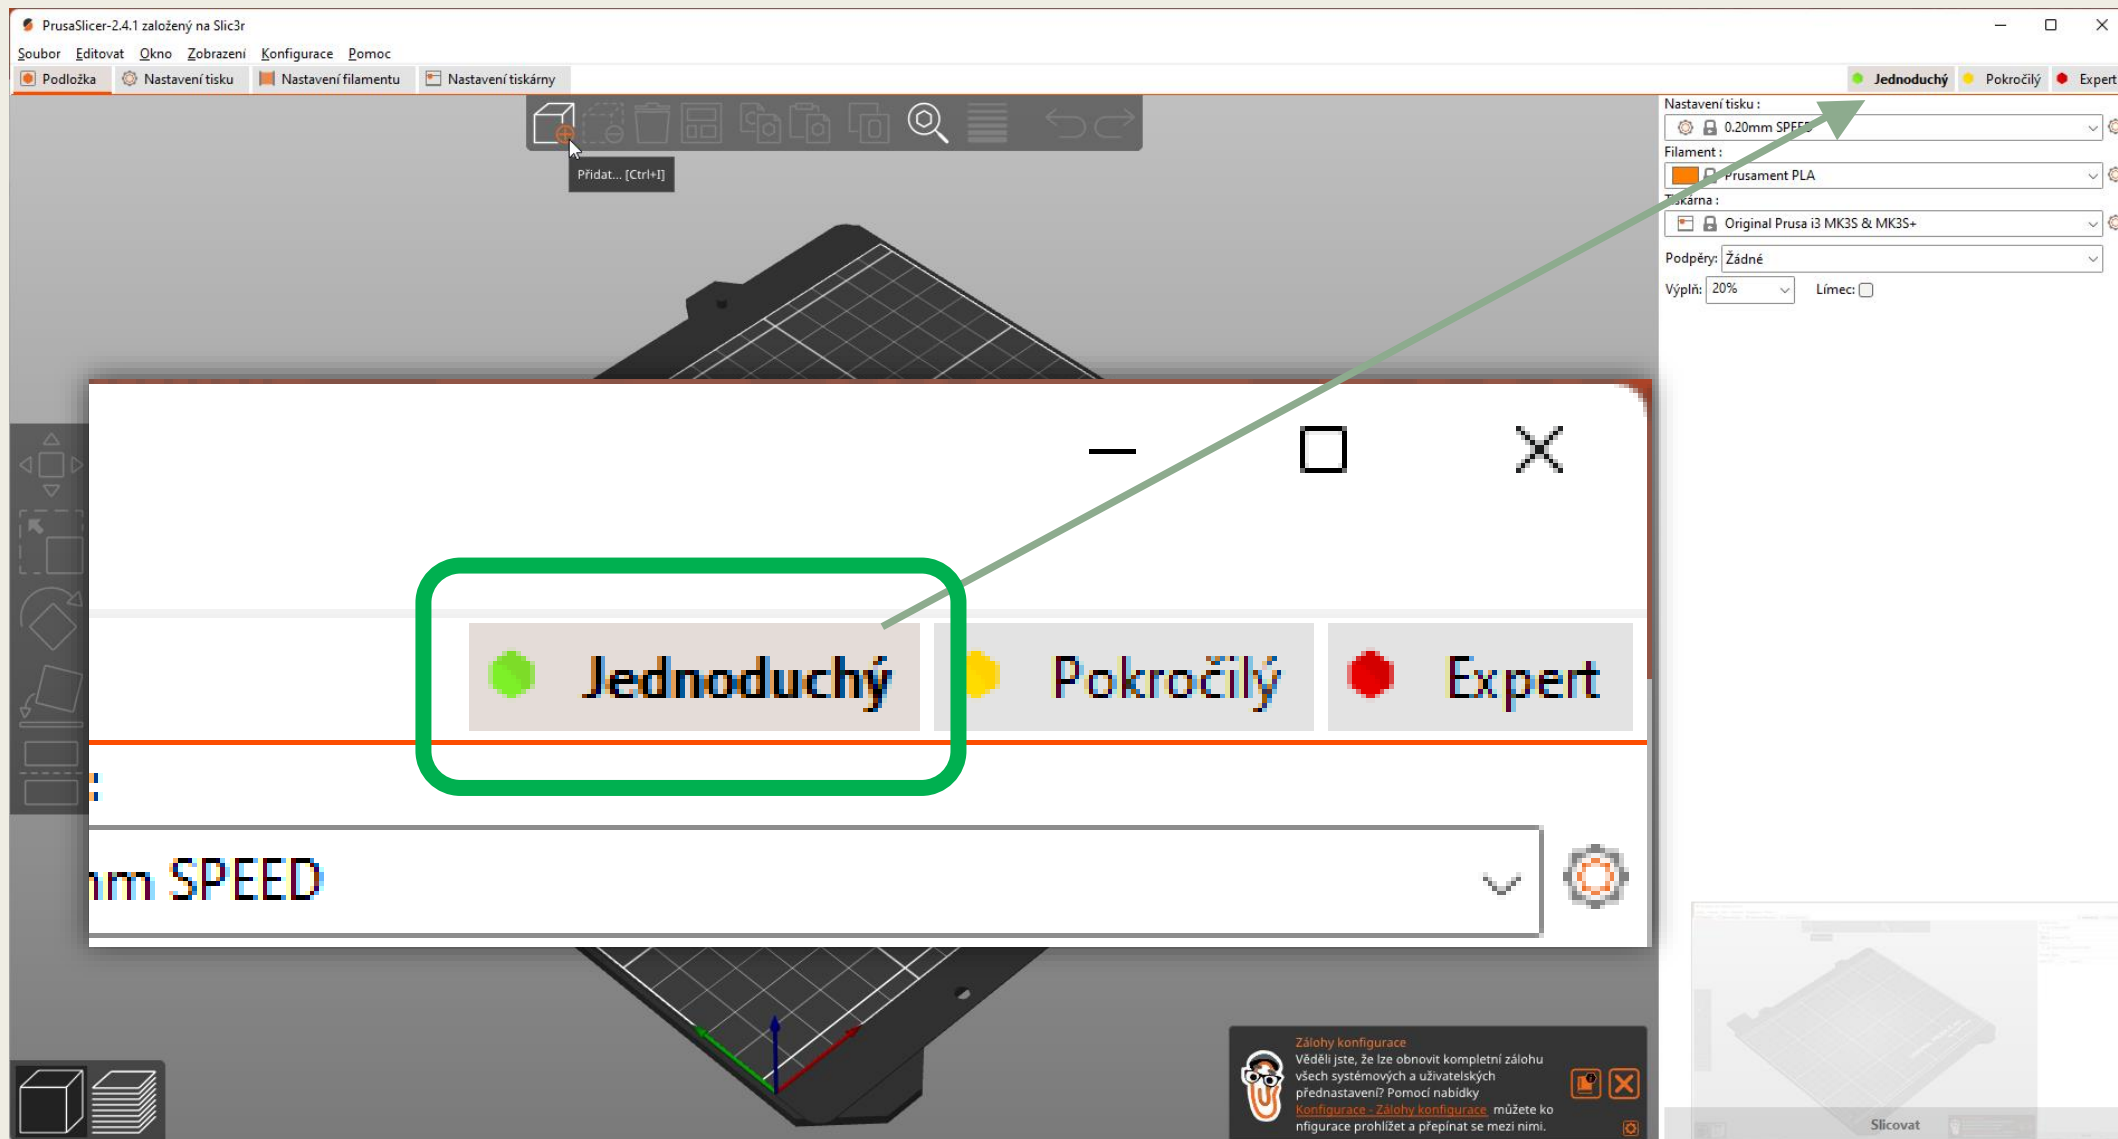 PrusaSlicer-2.4.1 založený na Slic3r
Soubor Editovat Okno Zobrazení Konfigurace Pomoc
Podložka Nastavení tisku Nastavení filamentu Nastavení tiskárny
Jednoduchý Pokročilý Expert
Přidat... [Ctrl+I]
Nastavení tisku :
0.20mm SPEED
Filament :
Prusament PLA
Tiskárna :
Original Prusa i3 MK3S & MK3S+
Podpěry: Žádné
Výplň: 20% Límec:
Jednoduchý Pokročilý Expert
:
mm SPEED
Zálohy konfigurace
Věděli jste, že lze obnovit kompletní zálohu
všech systémových a uživatelských
přednastavení? Pomocí nabídky
Konfigurace - Zálohy konfigurace můžete ko
nfigurace prohlížet a přepínat se mezi nimi.
Slicovat